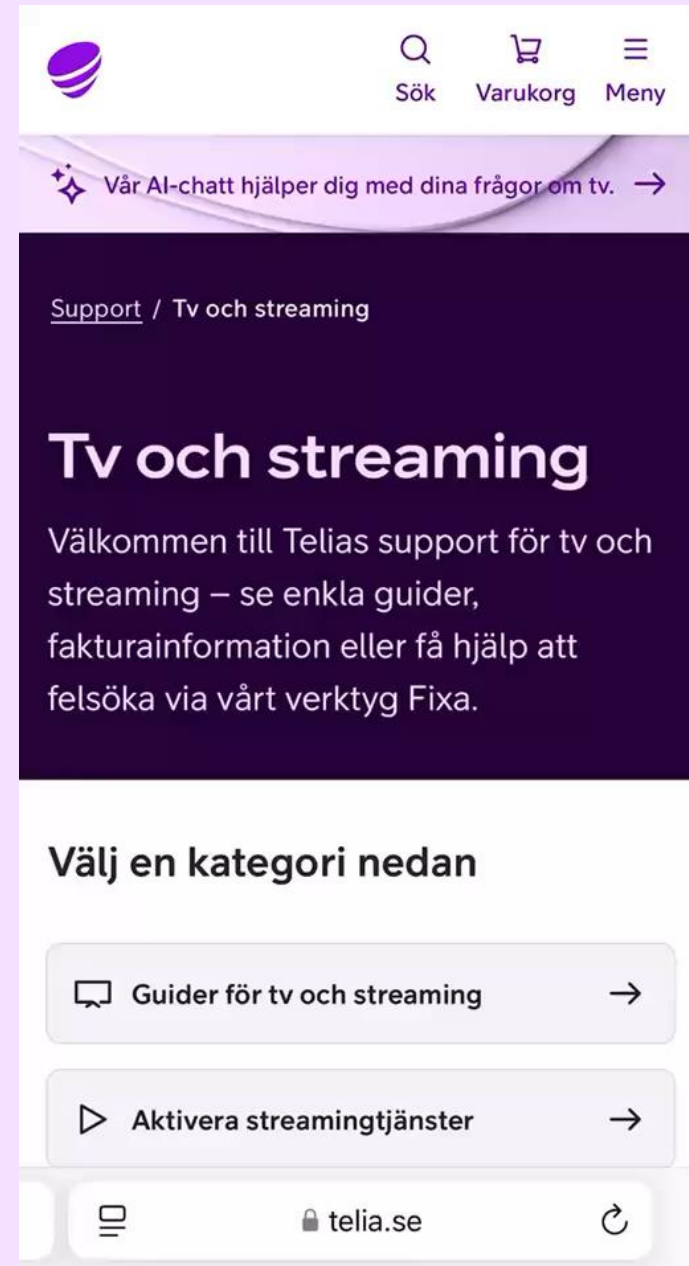 Sök Varukorg Meny
Vår AI-chatt hjälper dig med dina frågor om tv.
Support / Tv och streaming
Tv och streaming
Välkommen till Telias support för tv och
streaming – se enkla guider,
fakturainformation eller få hjälp att
felsöka via vårt verktyg Fixa.
Välj en kategori nedan
Guider för tv och streaming
Aktivera streamingtjänster
telia.se